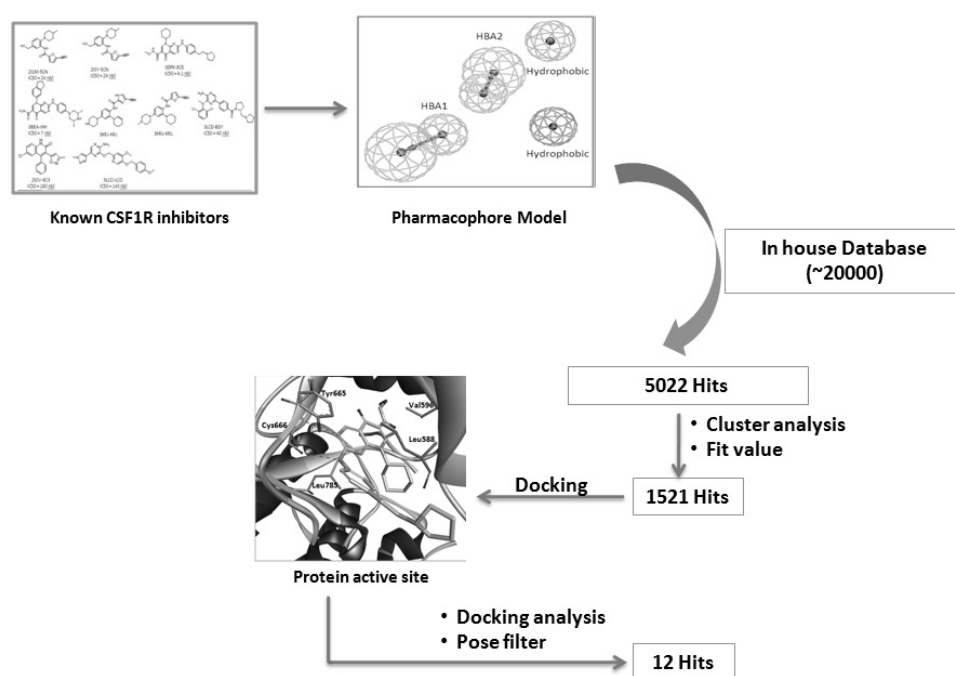 Known CSF1R inhibitors
HBA2
Hydrophobic
HBA1
Hydrophobic
Pharmacophore Model
In house Database
(~20000)
5022 Hits
• Cluster analysis
• Fit value
1521 Hits
Docking
Tyr665
Val596
Cys666
Leu588
Leu785
Protein active site
• Docking analysis
• Pose filter
12 Hits